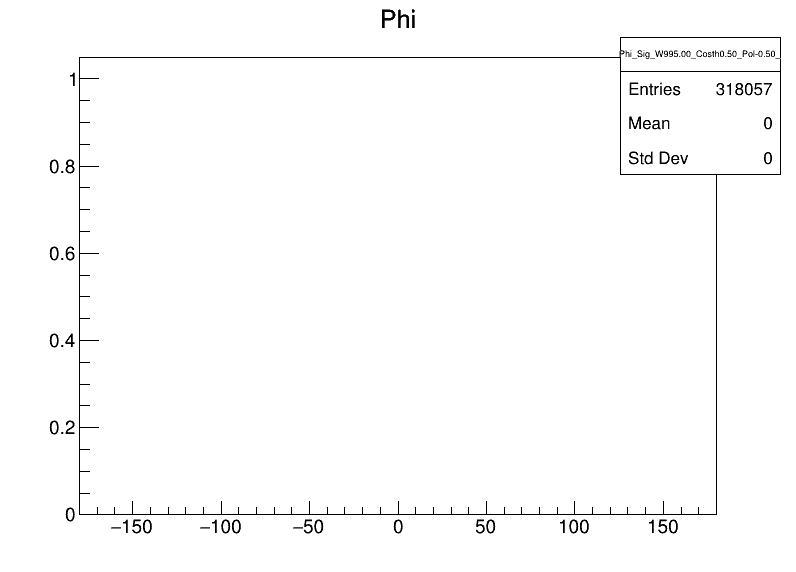 Phi
Phi_Sig_W995.00_Costh0.50_Pol-0.50_
Entries 318057
Mean 0
Std Dev 0
1
0.8
0.6
0.4
0.2
0
−150 −100 −50 0 50 100 150